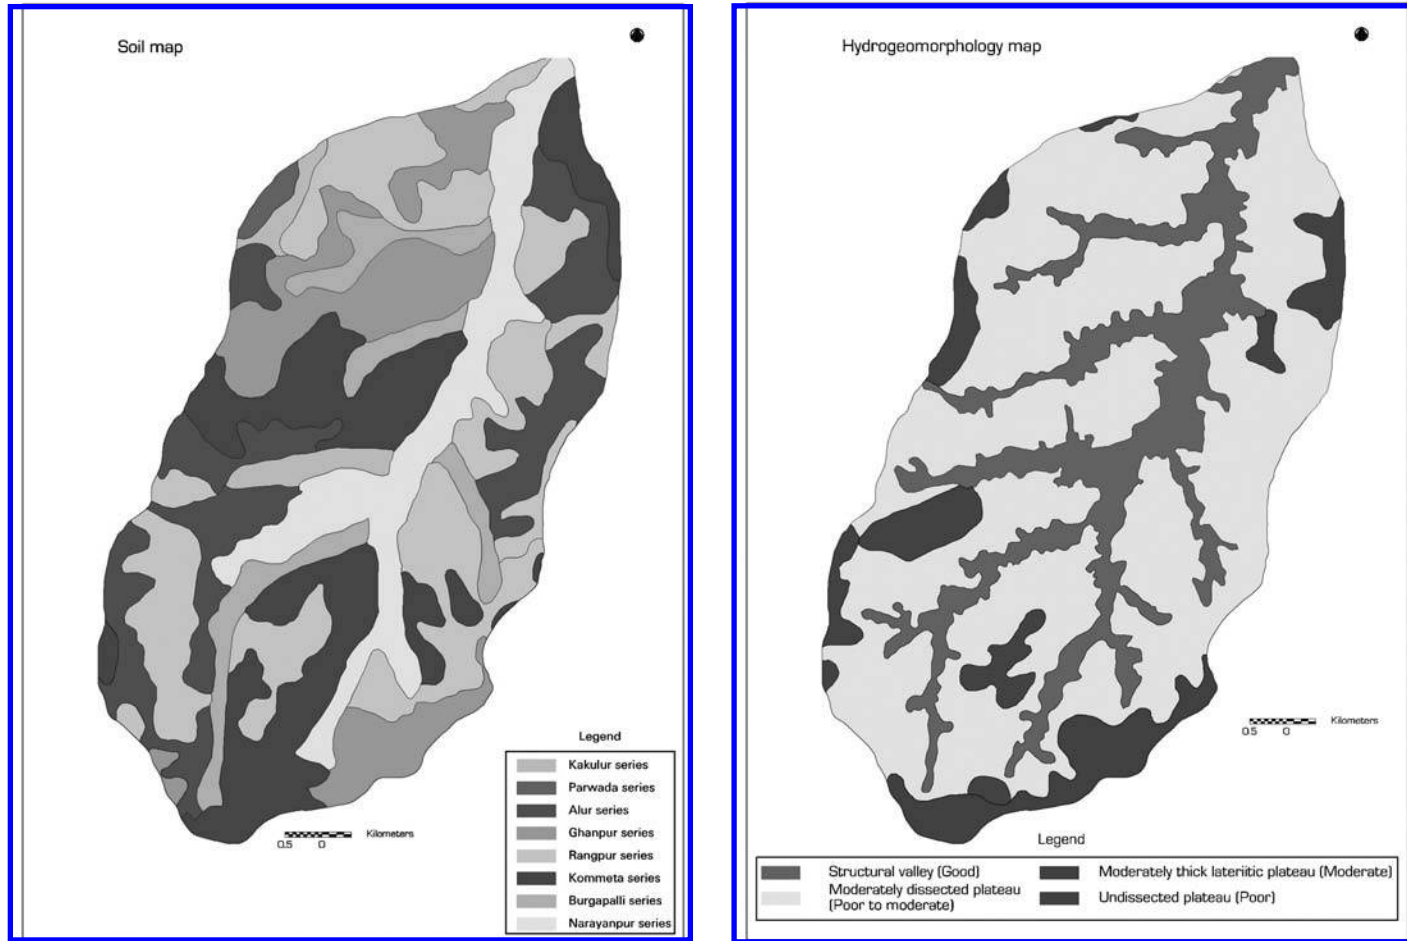 Soil map
Legend
Kakulur series
Parwada series
Alur series
Ghanpur series
Rangpur series
Kommeta series
Burgapalli series
Narayanpur series
0.5 0 Kilometers
Hydrogeomorphology map
0.5 0 Kilometers
Legend
Structural valley (Good)
Moderately dissected plateau
(Poor to moderate)
Moderately thick lateriitic plateau (Moderate)
Undissected plateau (Poor)